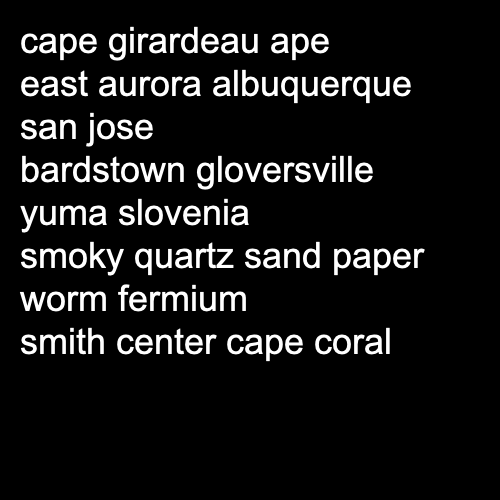 cape girardeau ape
east aurora albuquerque
san jose
bardstown gloversville
yuma slovenia
smoky quartz sand paper
worm fermium
smith center cape coral